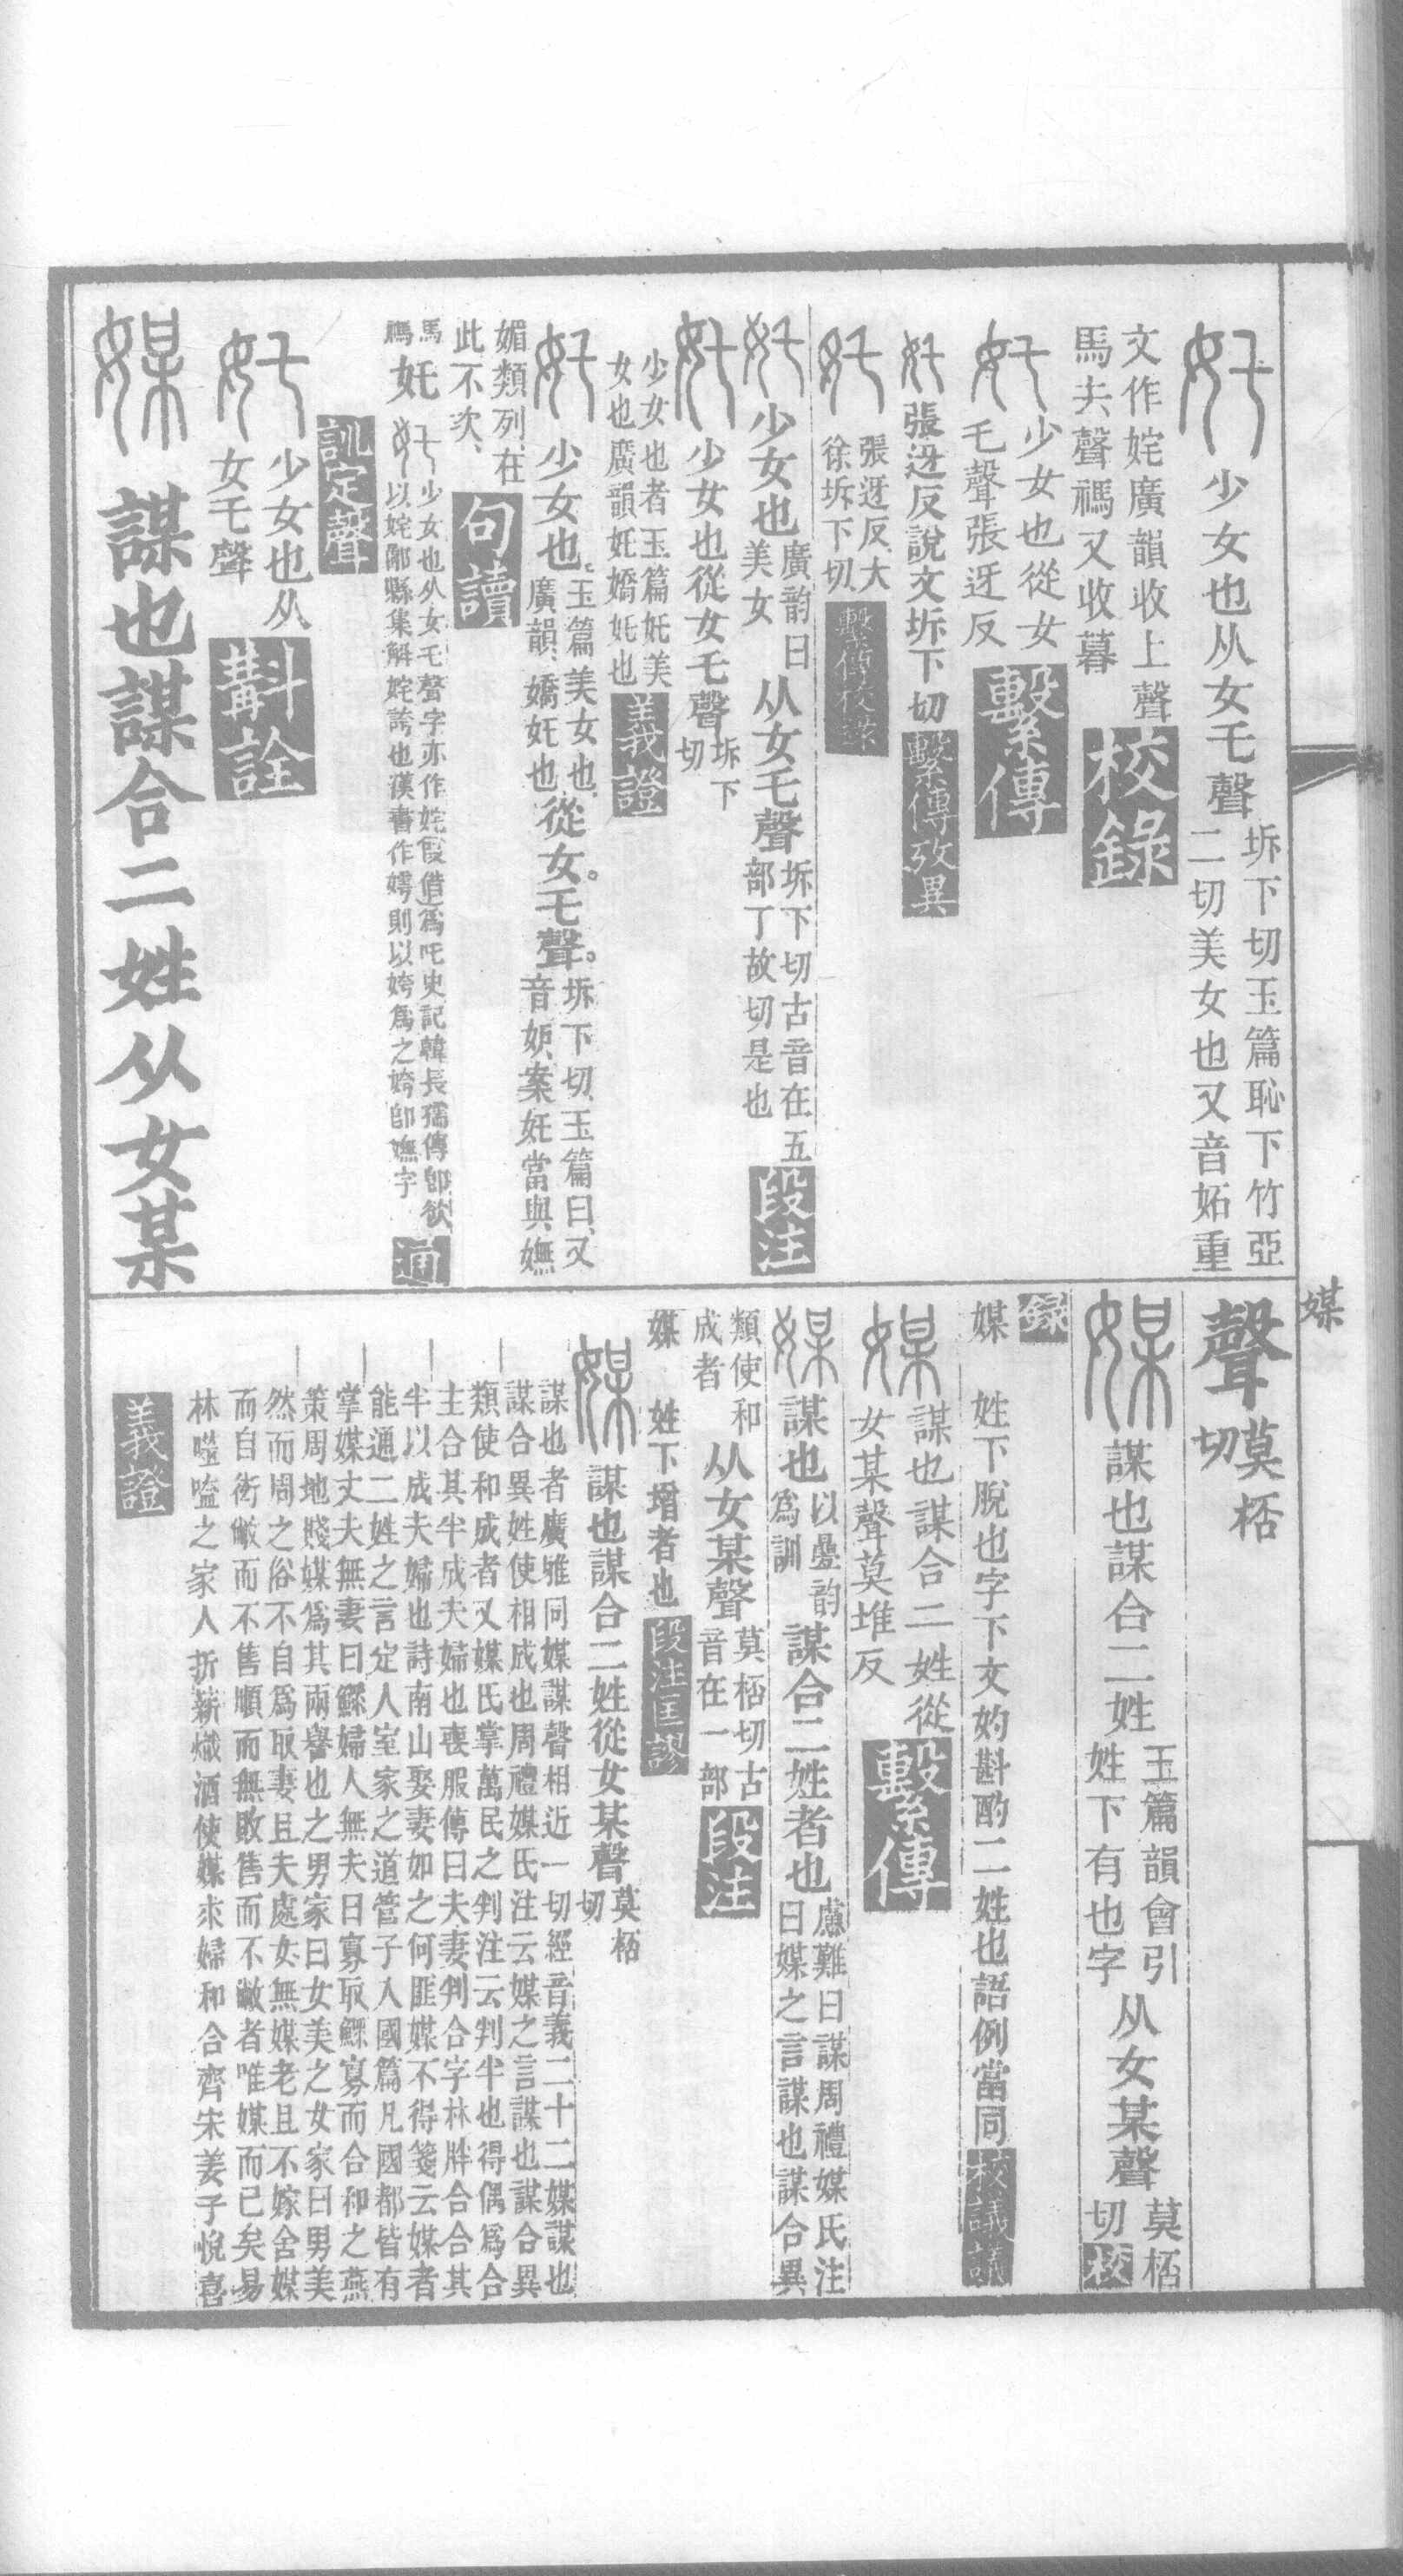 奼 少女也从女乇聲 坼下切玉篇恥下竹亞
二切美女也又音妬重
文作姹廣韻收上聲
馬夫聲禡又收暮 校錄
奼 少女也從女
乇聲張迓反 繫傳
奼 張迓反說文坼下切 繫傳攷異
奼 張迓反大
徐坼下切 繫傳校録
奼 少女也 廣韵曰
美女 从女乇聲 坼下切古音在五
部丁故切是也 段注
奼 少女也從女乇聲 坼下
切
少女也者玉篇奼美
女也廣韻奼嬌奼也 義證
奼 少女也。玉篇美女也、
廣韻、嬌奼也 從女。乇聲。坼下切、玉篇曰、又
音妒、案奼當與嫵
媚類列、在
此不次、 句讀
馬
禡 奼 奼 少女也从女乇聲字亦作姹叚借爲吒史記韓長孺傳卽欲
以姹鄙縣集解姹誇也漢書作嫮則以姱爲之姱卽嫵字 通
訓定聲
奼 少女也从
女乇聲 斠詮
媒 謀也謀合二姓从女某
媒
聲 莫桮
切
媒 謀也謀合二姓 玉篇韻會引
姓下有也字 从女某聲 莫桮
切 校
録
媒 姓下脫也字下文妁斟酌二姓也語例當同 校議議
媒 謀也謀合二姓從
女某聲莫堆反 繫傳
媒 謀也 以疊韵
爲訓 謀合二姓者也 慮難曰謀周禮媒氏注
曰媒之言謀也謀合異
類使和
成者 从女某聲 莫桮切古
音在一部 段注
媒 姓下增者也 段注匡謬
媒 謀也謀合二姓從女某聲 莫桮
切
謀也者廣雅同媒謀聲相近一切經音義二十二媒謀也
謀合異姓使相成也周禮媒氏注云媒之言謀也謀合異
類使和成者又媒氏掌萬民之判注云判半也得偶爲合
主合其半成夫婦也喪服傳曰夫妻判合字林胖合合其
半以成夫婦也詩南山娶妻如之何匪媒不得箋云媒者
能通二姓之言定人室家之道管子入國篇凡國都皆有
掌媒丈夫無妻曰鰥婦人無夫曰寡取鰥寡而合和之燕
策周地賤媒爲其兩譽也之男家曰女美之女家曰男美
然而周之俗不自爲取妻且夫處女無媒老且不嫁舍媒
而自衒敝而不售順而無敗售而不敝者唯媒而已矣易
林噬嗑之家人折薪熾酒使媒求婦和合齊宋姜子悅喜
義證